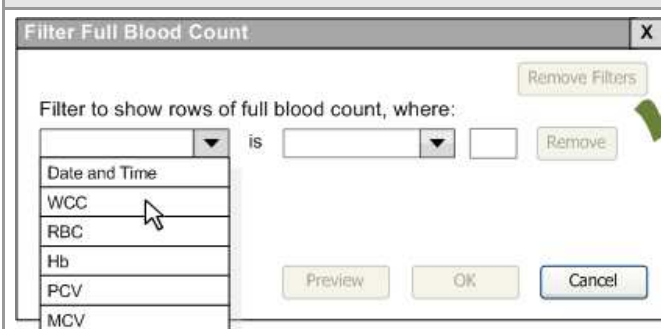 Filter Full Blood Count
X
Remove Filters
Filter to show rows of full blood count, where:
is
Remove
Date and Time
WCC
RBC
Hb
PCV
MCV
Preview
OK
Cancel